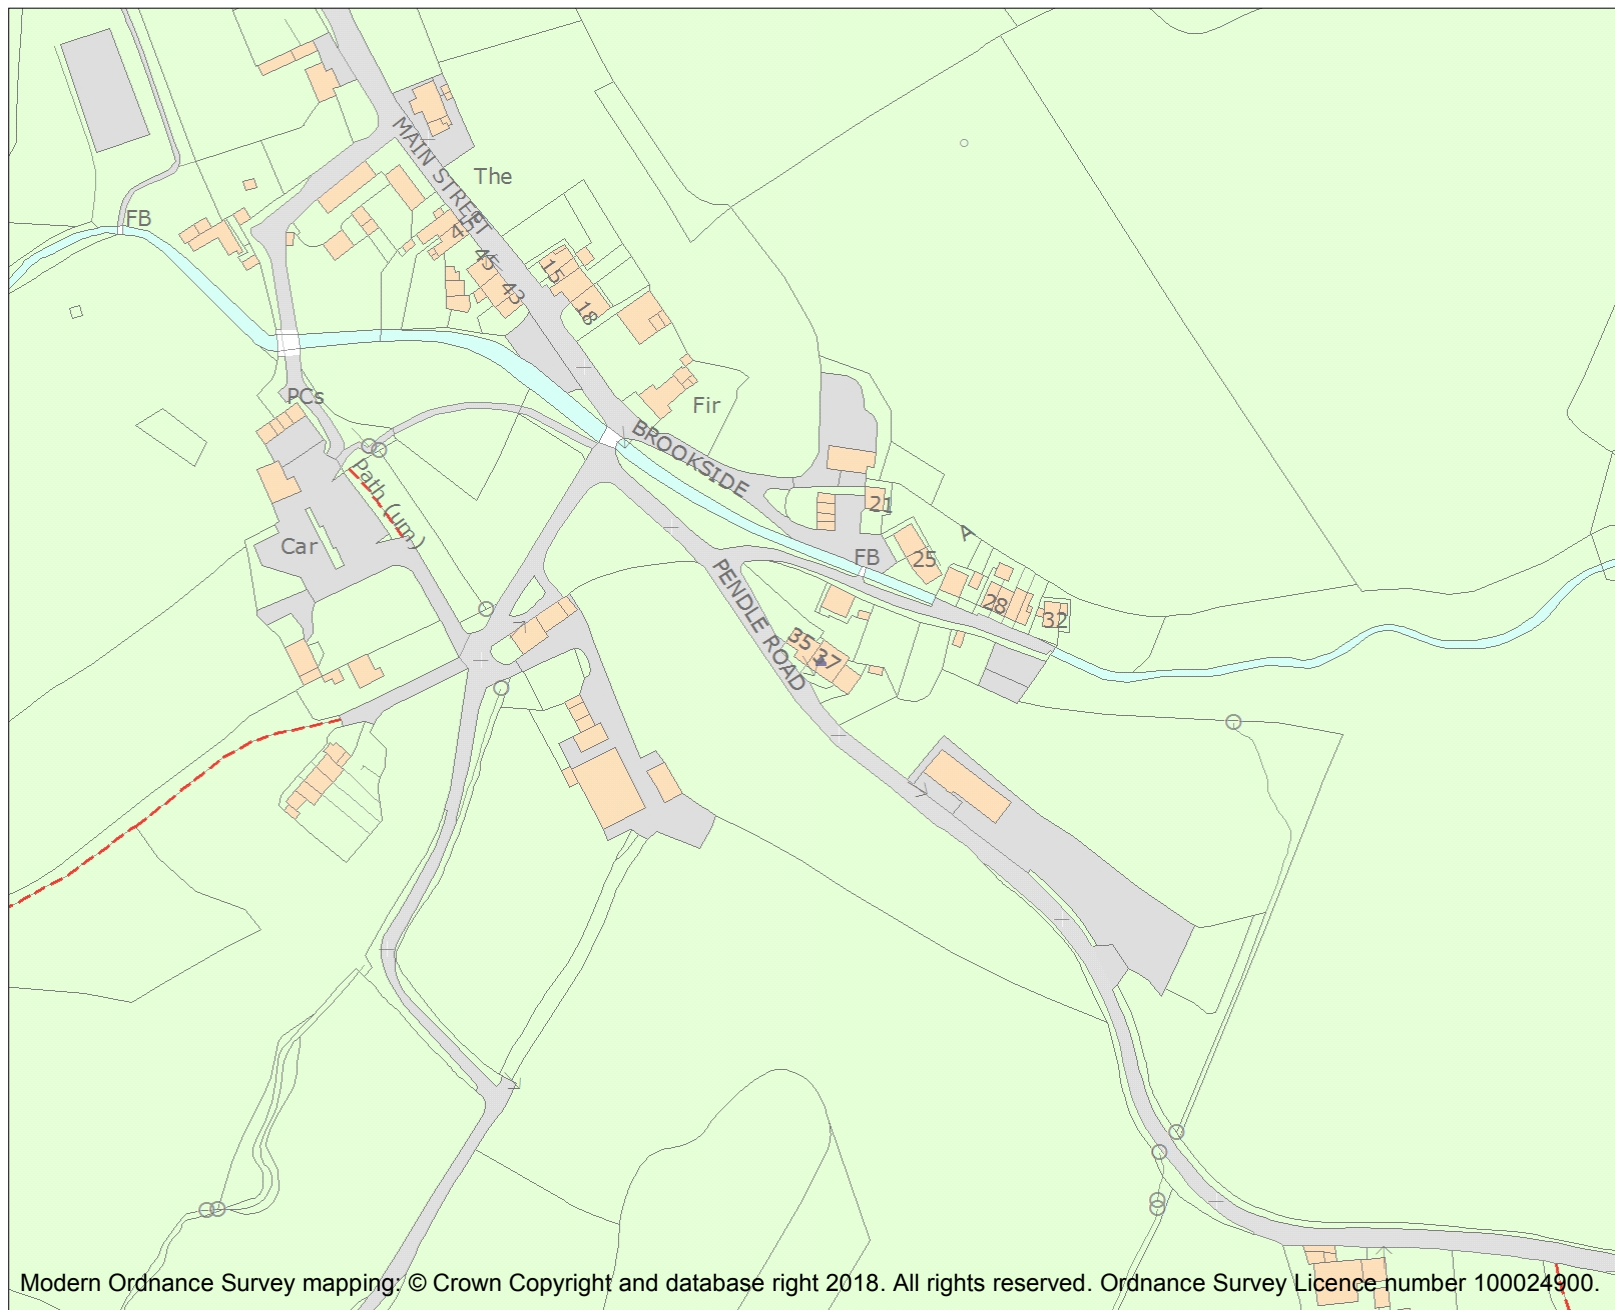 MAIN STREET
The
FB
45
45
43
15
18
PCs
Fir
BROOKSIDE
Path (um)
21
Car
A
FB
25
PENDLE ROAD
28
32
35
37
Modern Ordnance Survey mapping: © Crown Copyright and database right 2018. All rights reserved. Ordnance Survey Licence number 100024900.